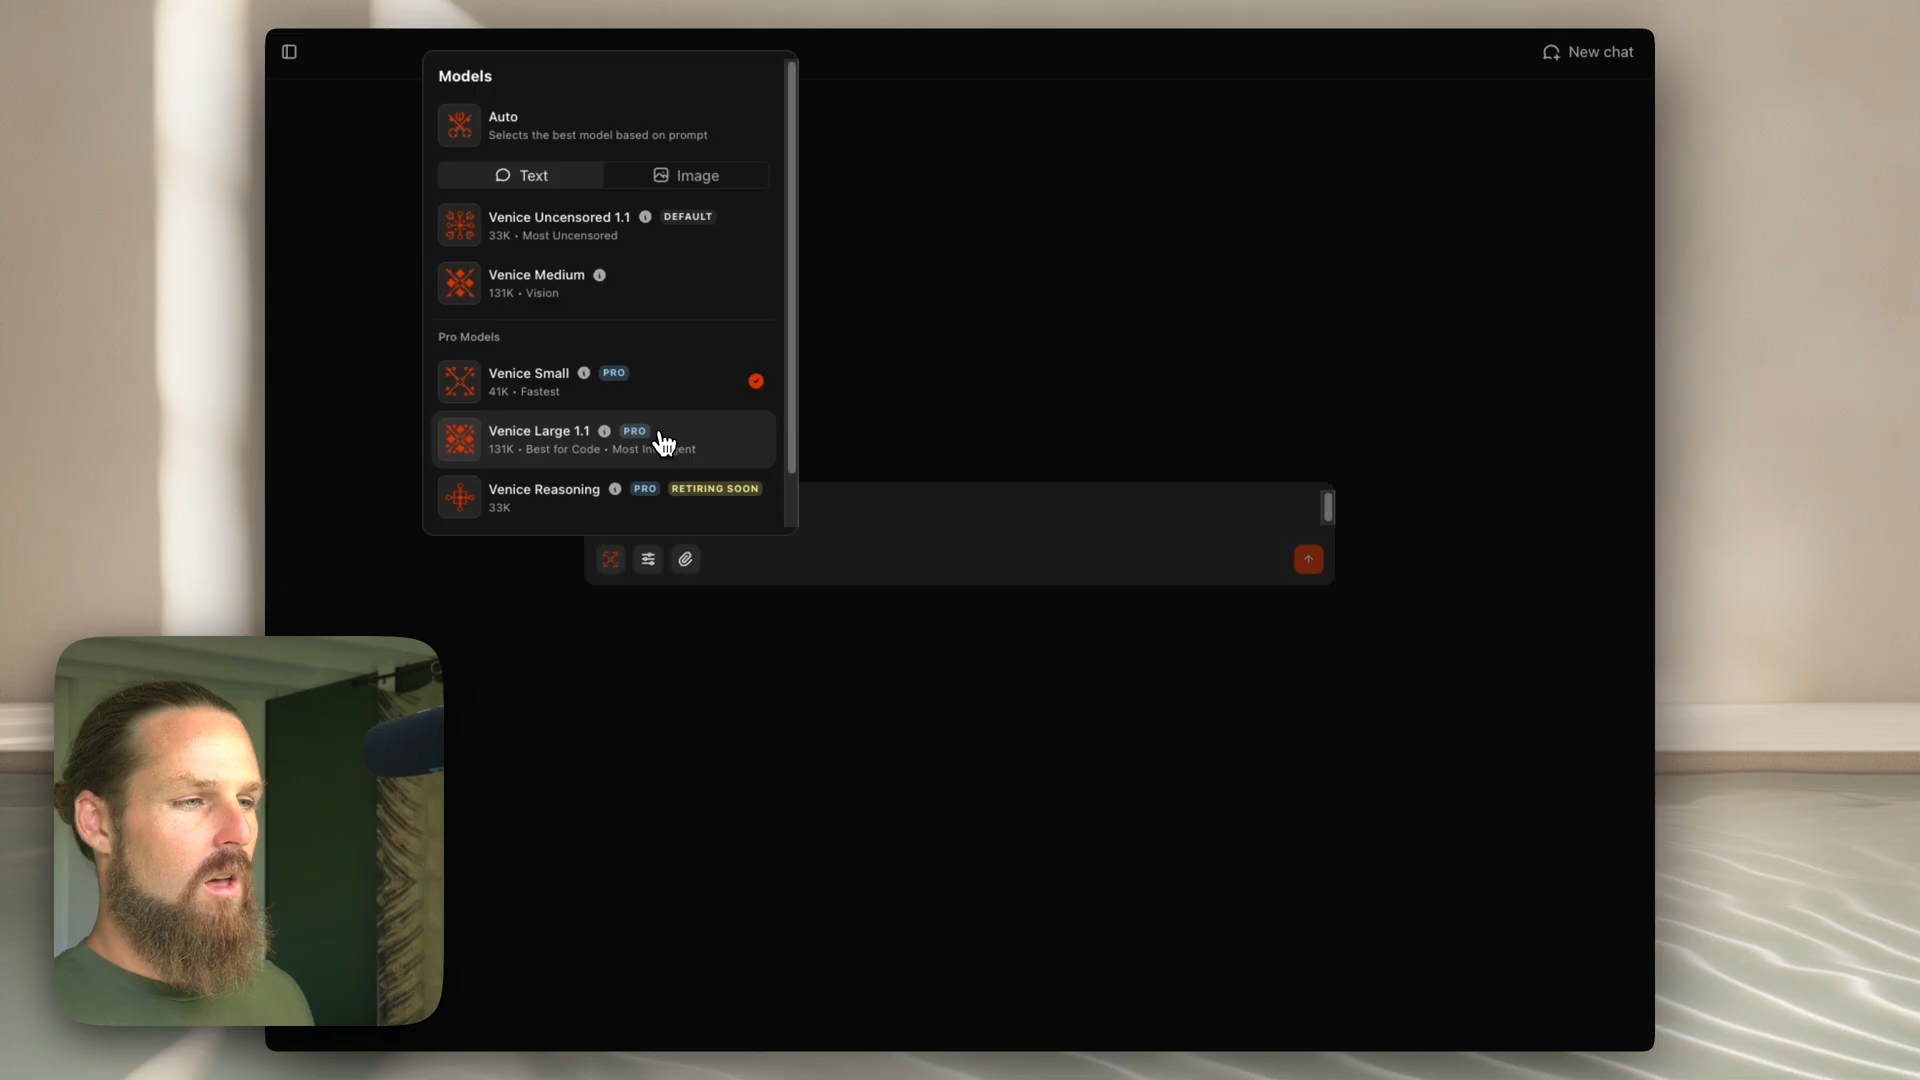 New chat
Models
Auto
Selects the best model based on prompt
Text
Image
Venice Uncensored 1.1 DEFAULT
33K • Most Uncensored
Venice Medium
131K • Vision
Pro Models
Venice Small PRO
41K • Fastest
Venice Large 1.1 PRO
131K • Best for Code • Most
Venice Reasoning PRO RETIRING SOON
33K